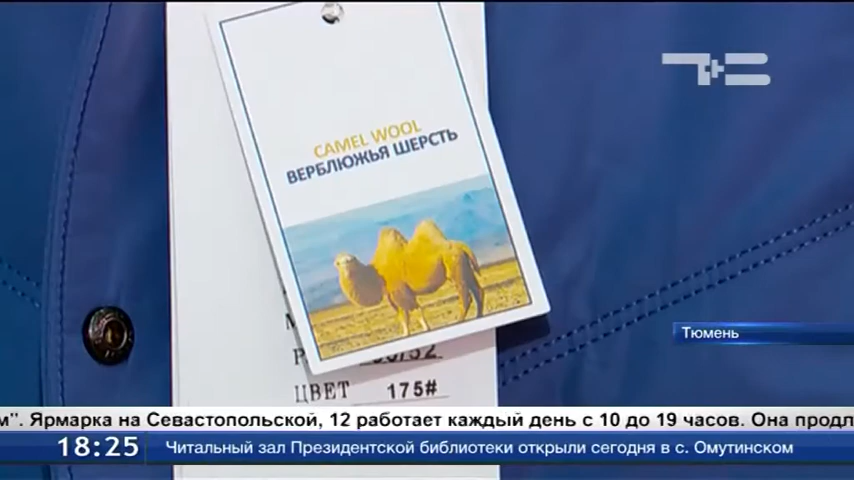 CAMEL WOOL
ВЕРБЛЮЖЬЯ ШЕРСТЬ
ЦВЕТ 175#
Тюмень
м". Ярмарка на Севастопольской, 12 работает каждый день с 10 до 19 часов. Она продл
18:25 Читальный зал Президентской библиотеки открыли сегодня в с. Омутинском